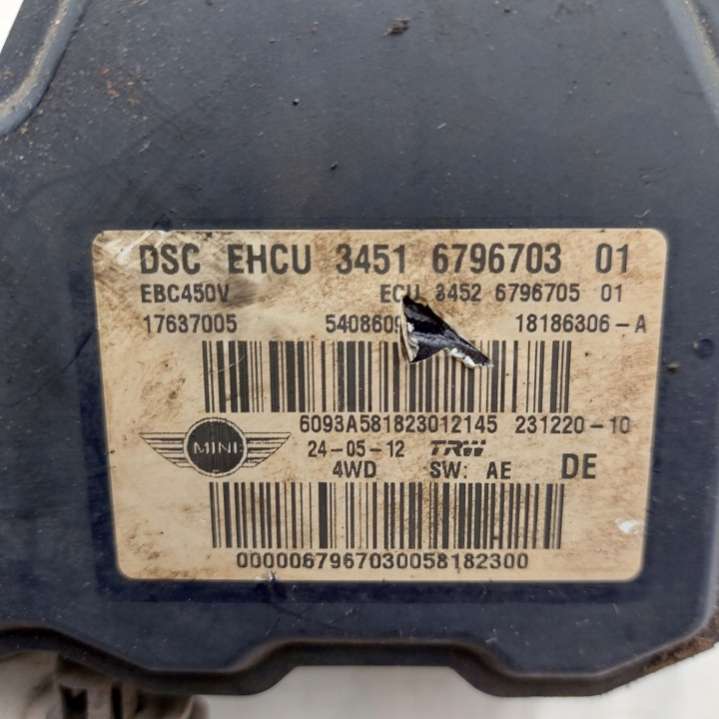 DSC EHCU 3451 6796703 01
EBC450V ECU 3452 6796705 01
17637005 18186306-A
6093A581823012145 231220-10
MINI 24-05-12 TRW
4WD SW: AE DE
0000067967030058182300